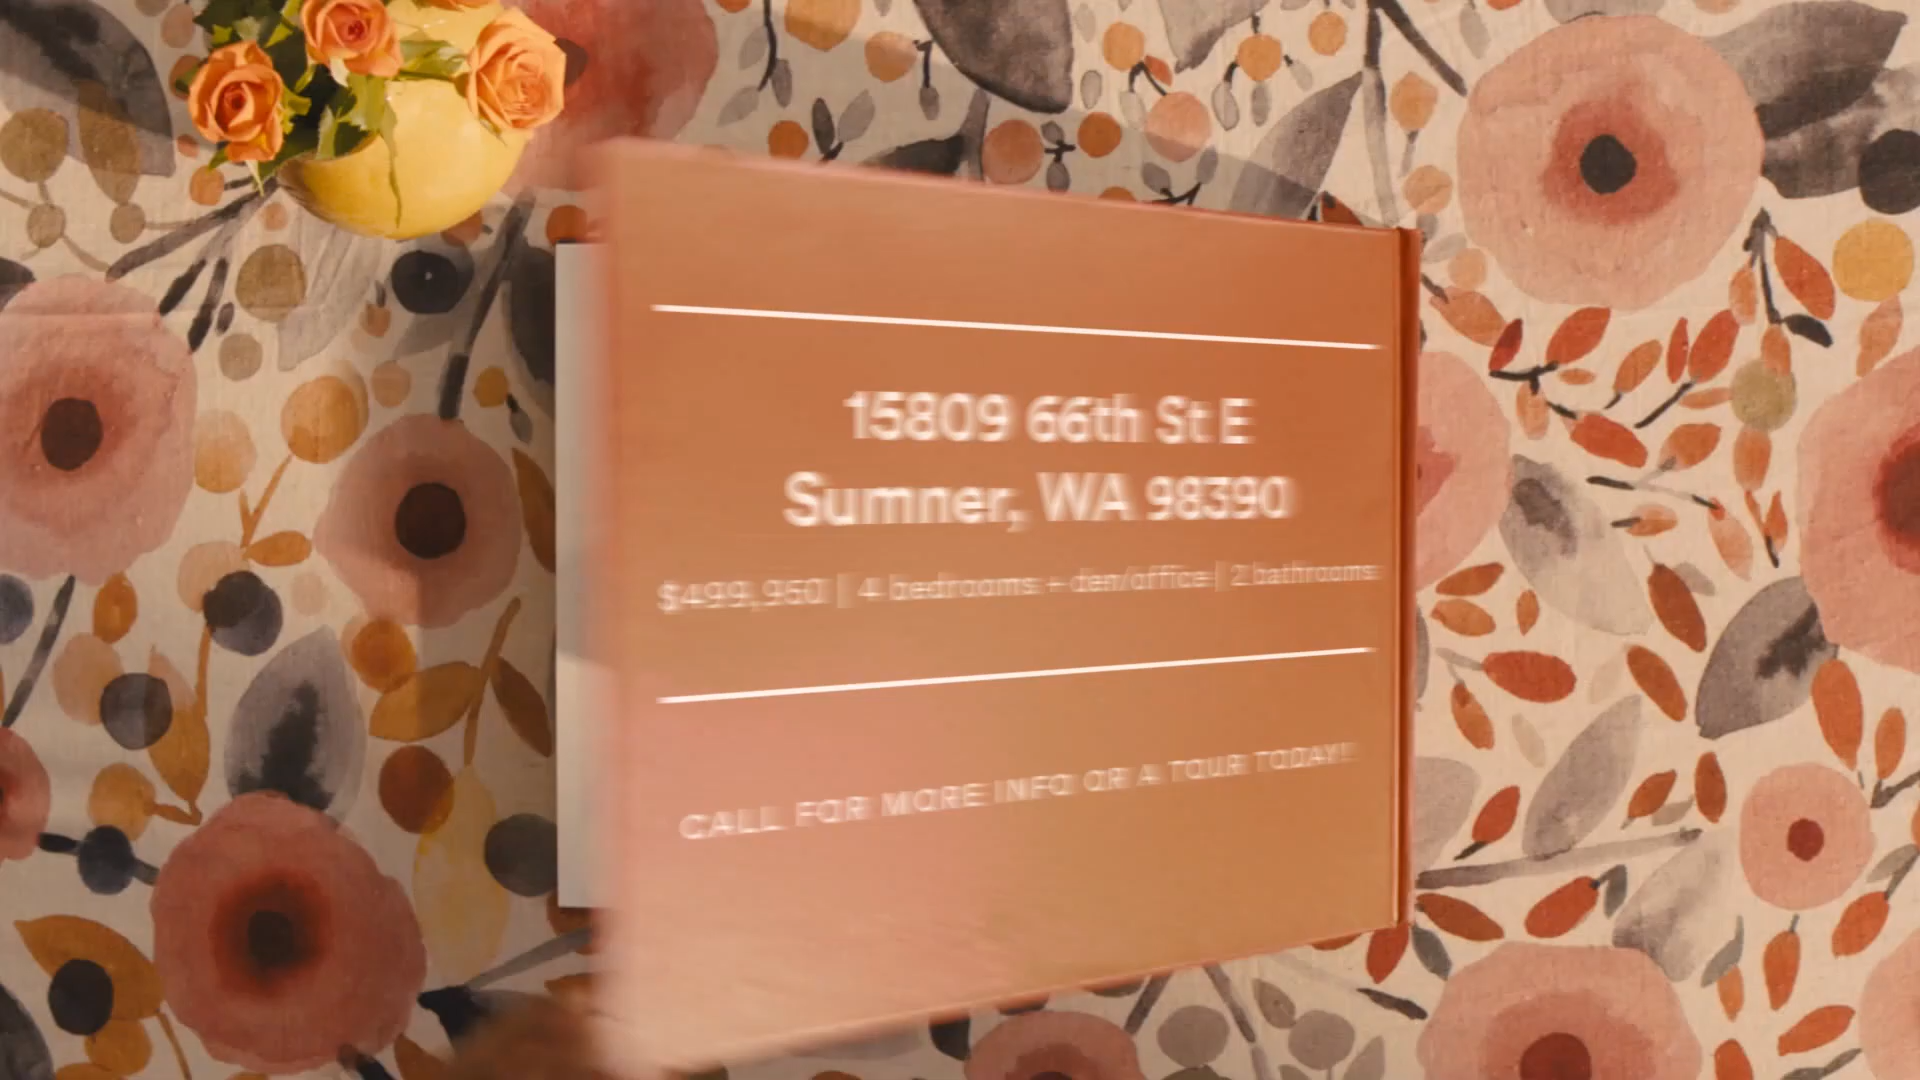 15809 66th St E
Sumner, WA 98390
$499,950 | 4 bedrooms + den/office | 2 bathrooms
CALL FOR MORE INFO OR A TOUR TODAY!!